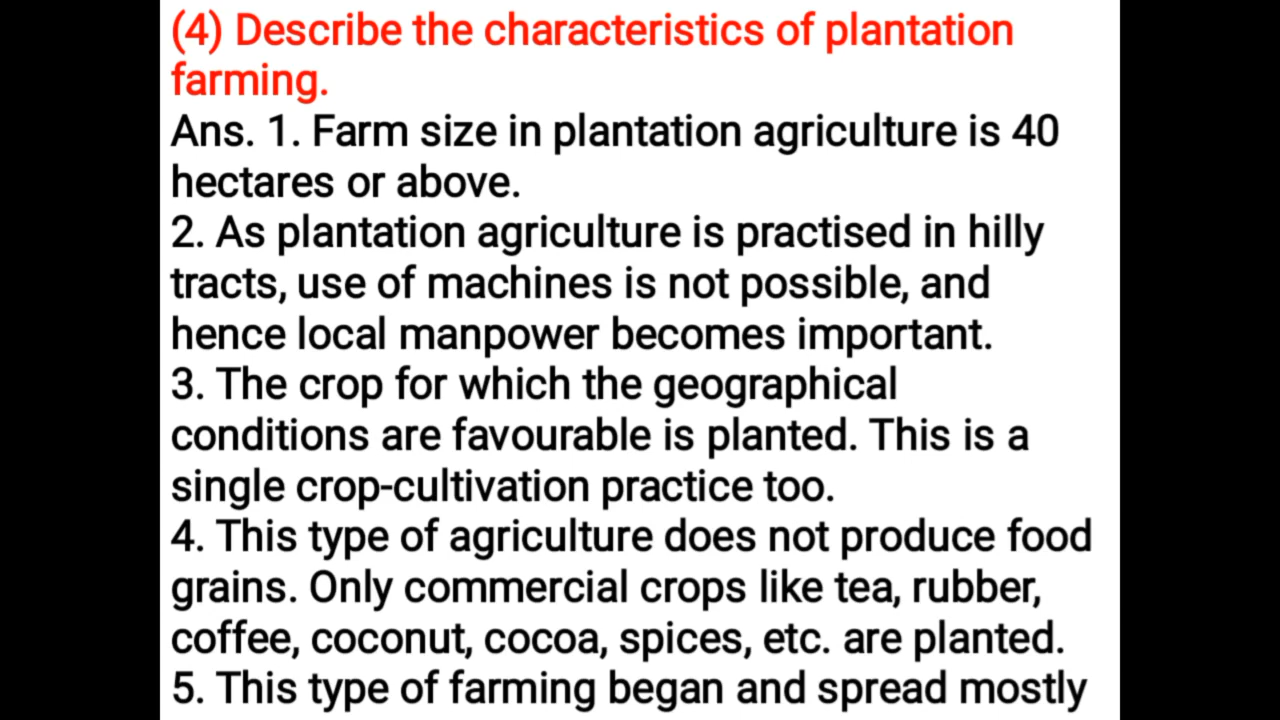 (4) Describe the characteristics of plantation
farming.
Ans. 1. Farm size in plantation agriculture is 40
hectares or above.
2. As plantation agriculture is practised in hilly
tracts, use of machines is not possible, and
hence local manpower becomes important.
3. The crop for which the geographical
conditions are favourable is planted. This is a
single crop-cultivation practice too.
4. This type of agriculture does not produce food
grains. Only commercial crops like tea, rubber,
coffee, coconut, cocoa, spices, etc. are planted.
5. This type of farming began and spread mostly